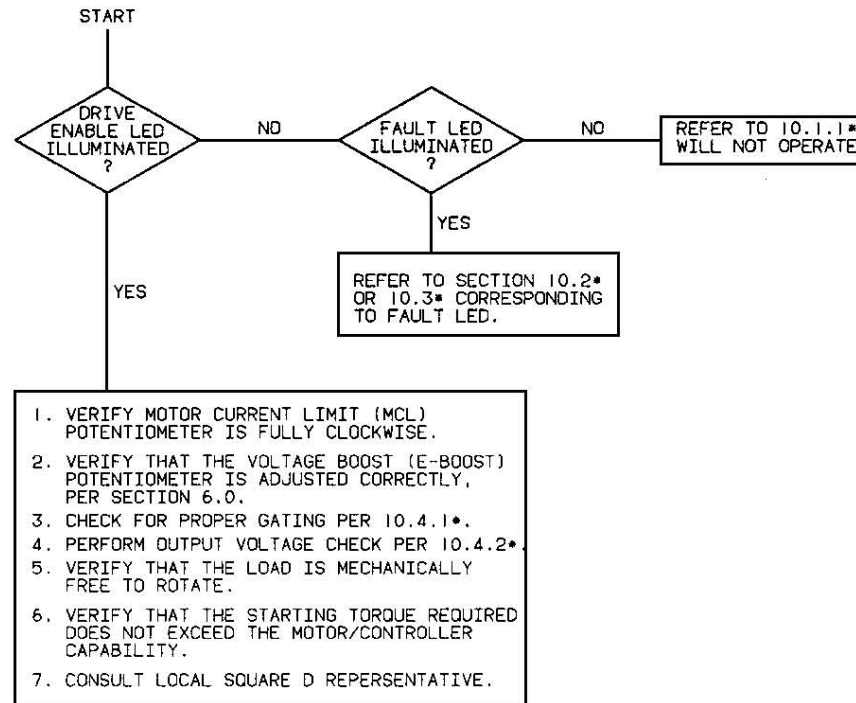 START
DRIVE
ENABLE LED
ILLUMINATED
?
NO
FAULT LED
ILLUMINATED
?
NO
REFER TO 10.1.1*
WILL NOT OPERATE
YES
YES
REFER TO SECTION 10.2*
OR 10.3* CORRESPONDING
TO FAULT LED.
1. VERIFY MOTOR CURRENT LIMIT (MCL)
POTENTIOMETER IS FULLY CLOCKWISE.
2. VERIFY THAT THE VOLTAGE BOOST (E-BOOST)
POTENTIOMETER IS ADJUSTED CORRECTLY,
PER SECTION 6.0.
3. CHECK FOR PROPER GATING PER 10.4.1*.
4. PERFORM OUTPUT VOLTAGE CHECK PER 10.4.2*.
5. VERIFY THAT THE LOAD IS MECHANICALLY
FREE TO ROTATE.
6. VERIFY THAT THE STARTING TORQUE REQUIRED
DOES NOT EXCEED THE MOTOR/CONTROLLER
CAPABILITY.
7. CONSULT LOCAL SQUARE D REPERSENTATIVE.